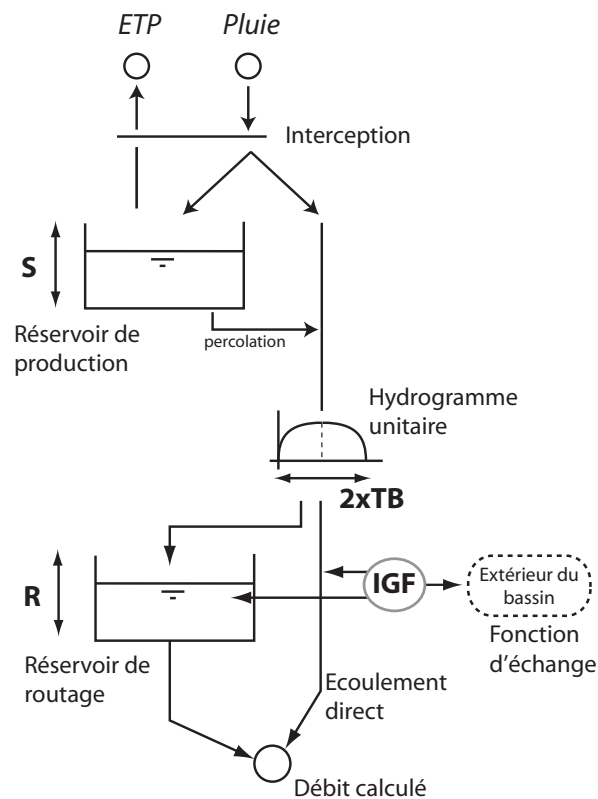 ETP
Pluie
Interception
S
Réservoir de
production
percolation
Hydrogramme
unitaire
2xTB
R
IGF
Extérieur du
bassin
Fonction
d'échange
Réservoir de
routage
Ecoulement
direct
Débit calculé